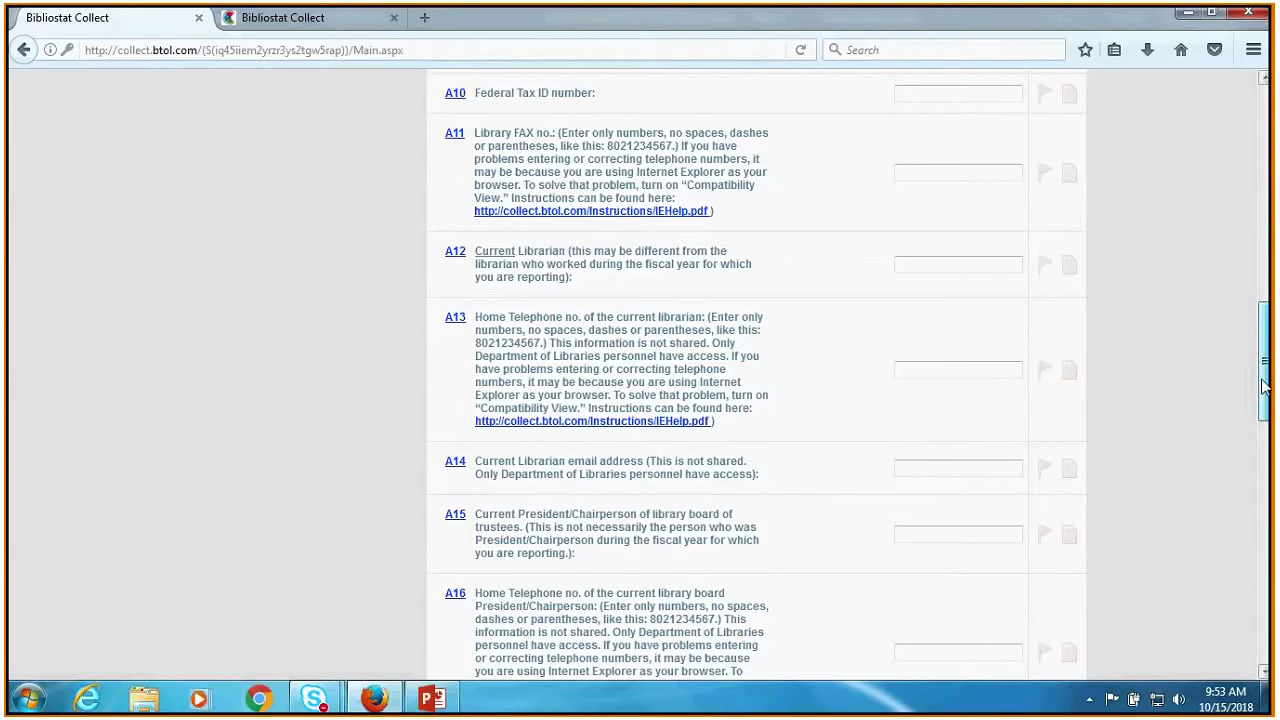 Bibliostat Collect
Bibliostat Collect
http://collect.btol.com/(S(iq45iiem2yrzr3ys2tgw5rap))/Main.aspx
Search
A10 Federal Tax ID number:
A11 Library FAX no.: (Enter only numbers, no spaces, dashes
or parentheses, like this: 8021234567.) If you have
problems entering or correcting telephone numbers, it
may be because you are using Internet Explorer as your
browser. To solve that problem, turn on “Compatibility
View.” Instructions can be found here:
http://collect.btol.com/Instructions/IEHelp.pdf )
A12 Current Librarian (this may be different from the
librarian who worked during the fiscal year for which
you are reporting):
A13 Home Telephone no. of the current librarian: (Enter only
numbers, no spaces, dashes or parentheses, like this:
8021234567.) This information is not shared. Only
Department of Libraries personnel have access. If you
have problems entering or correcting telephone
numbers, it may be because you are using Internet
Explorer as your browser. To solve that problem, turn on
“Compatibility View.” Instructions can be found here:
http://collect.btol.com/Instructions/IEHelp.pdf )
A14 Current Librarian email address (This is not shared.
Only Department of Libraries personnel have access):
A15 Current President/Chairperson of library board of
trustees. (This is not necessarily the person who was
President/Chairperson during the fiscal year for which
you are reporting.):
A16 Home Telephone no. of the current library board
President/Chairperson: (Enter only numbers, no spaces,
dashes or parentheses, like this: 8021234567.) This
information is not shared. Only Department of Libraries
personnel have access. If you have problems entering
or correcting telephone numbers, it may be because
you are using Internet Explorer as your browser. To
9:53 AM
10/15/2018